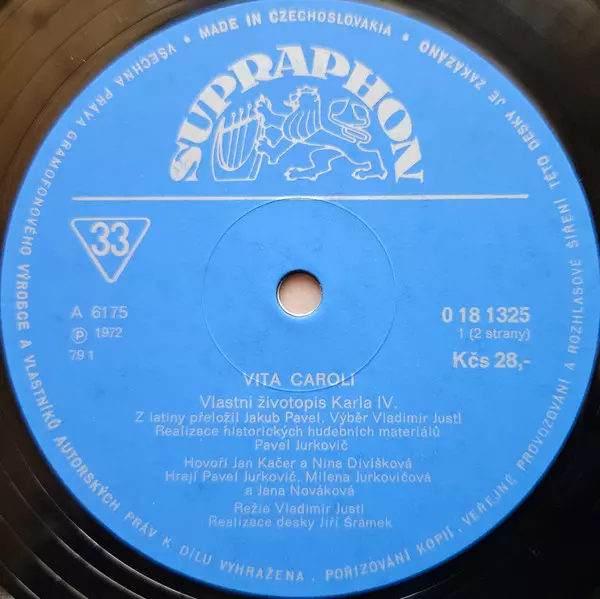 VŠECHNA PRÁVA GRAMOFONOVÉHO VÝROBCE A VLASTNÍKŮ AUTORSKÝCH PRÁV K DÍLU VYHRAŽENA. POŘIZOVÁNÍ KOPIÍ, VEŘEJNÉ PROVOZOVÁNÍ A ROZHLASOVÉ ŠÍŘENÍ TÉTO DESKY JE ZAKÁZÁNO
• MADE IN CZECHOSLOVAKIA •
SUPRAPHON
33
A 6175
℗ 1972
79 1
0 18 1325
1 (2 strany)
Kčs 28,-
VITA CAROLI
Vlastní životopis Karla IV.
Z latiny přeložil Jakub Pavel. Výběr Vladimír Justl
Realizace historických hudebních materiálů
Pavel Jurkovič
Hovoří Jan Kačer a Nina Divíšková
Hrají Pavel Jurkovič, Milena Jurkovičová
a Jana Nováková
Režie Vladimír Justl
Realizace desky Jiří Šrámek